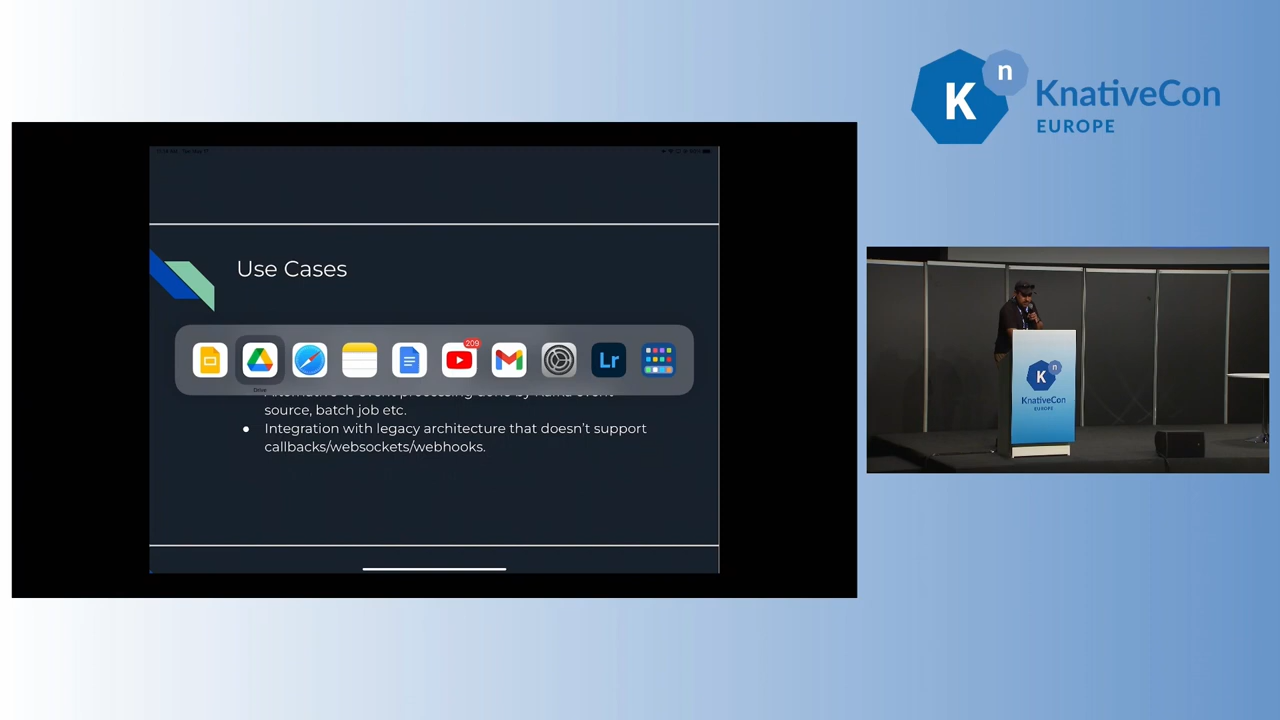 K n KnativeCon
EUROPE
Use Cases
209
Lr
Drive
source, batch job etc.
● Integration with legacy architecture that doesn't support
callbacks/websockets/webhooks.
K n
KnativeCon
EUROPE